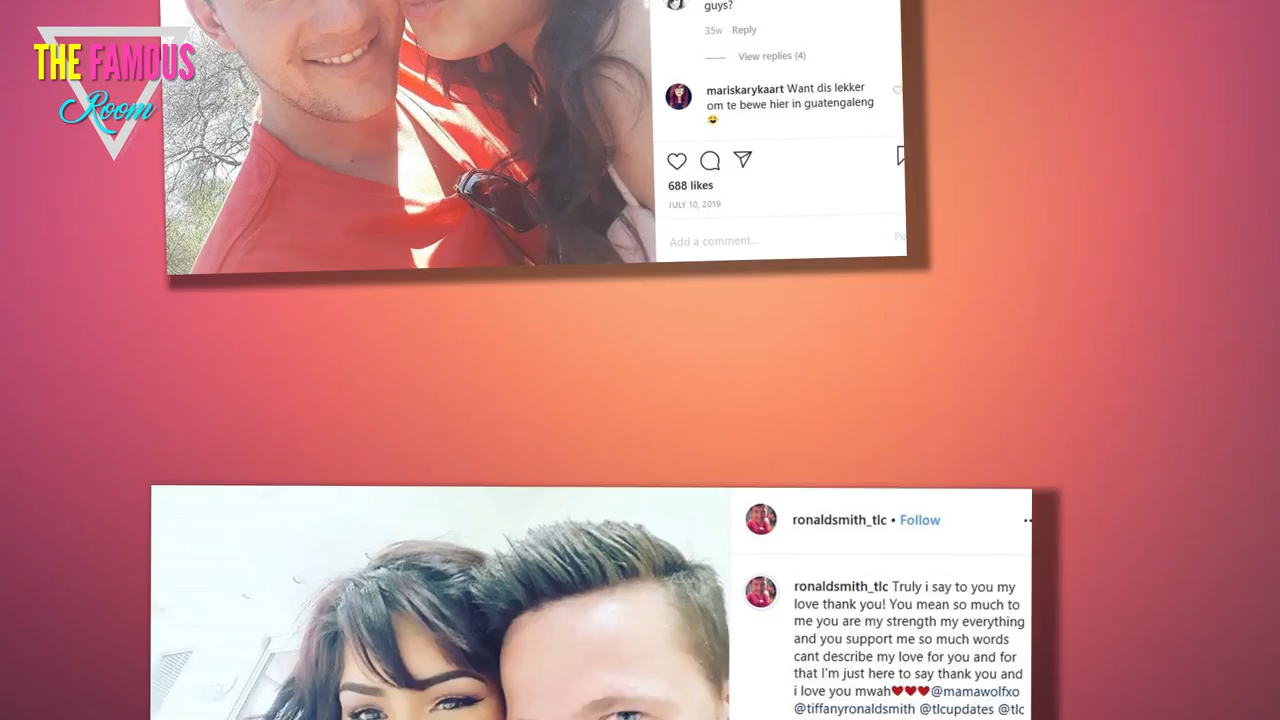 THE FAMOUS
Room
guys?
35w Reply
View replies (4)
mariskarykaart Want dis lekker
om te bewe hier in guatengaleng
688 likes
JULY 10, 2019
Add a comment...
ronaldsmith_tlc • Follow
ronaldsmith_tlc Truly i say to you my
love thank you! You mean so much to
me you are my strength my everything
and you support me so much words
cant describe my love for you and for
that I'm just here to say thank you and
i love you mwah❤❤❤@mamawolfxo
@tiffanyronaldsmith @tlcupdates @tlc